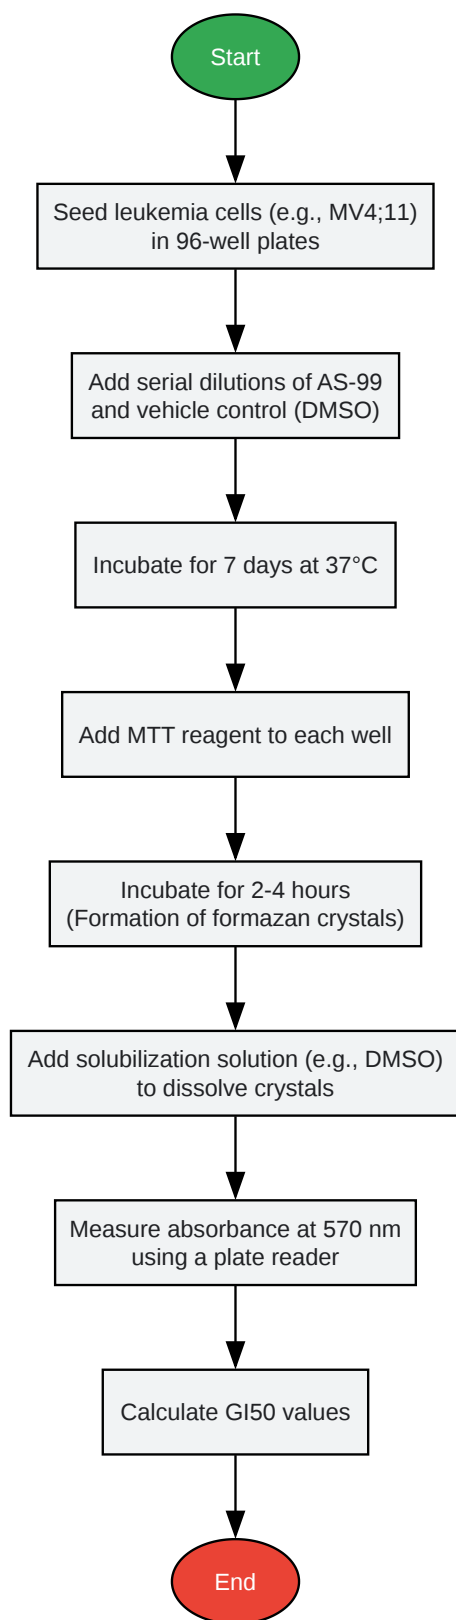 Start
Seed leukemia cells (e.g., MV4;11)
in 96-well plates
Add serial dilutions of AS-99
and vehicle control (DMSO)
Incubate for 7 days at 37°C
Add MTT reagent to each well
Incubate for 2-4 hours
(Formation of formazan crystals)
Add solubilization solution (e.g., DMSO)
to dissolve crystals
Measure absorbance at 570 nm
using a plate reader
Calculate GI50 values
End